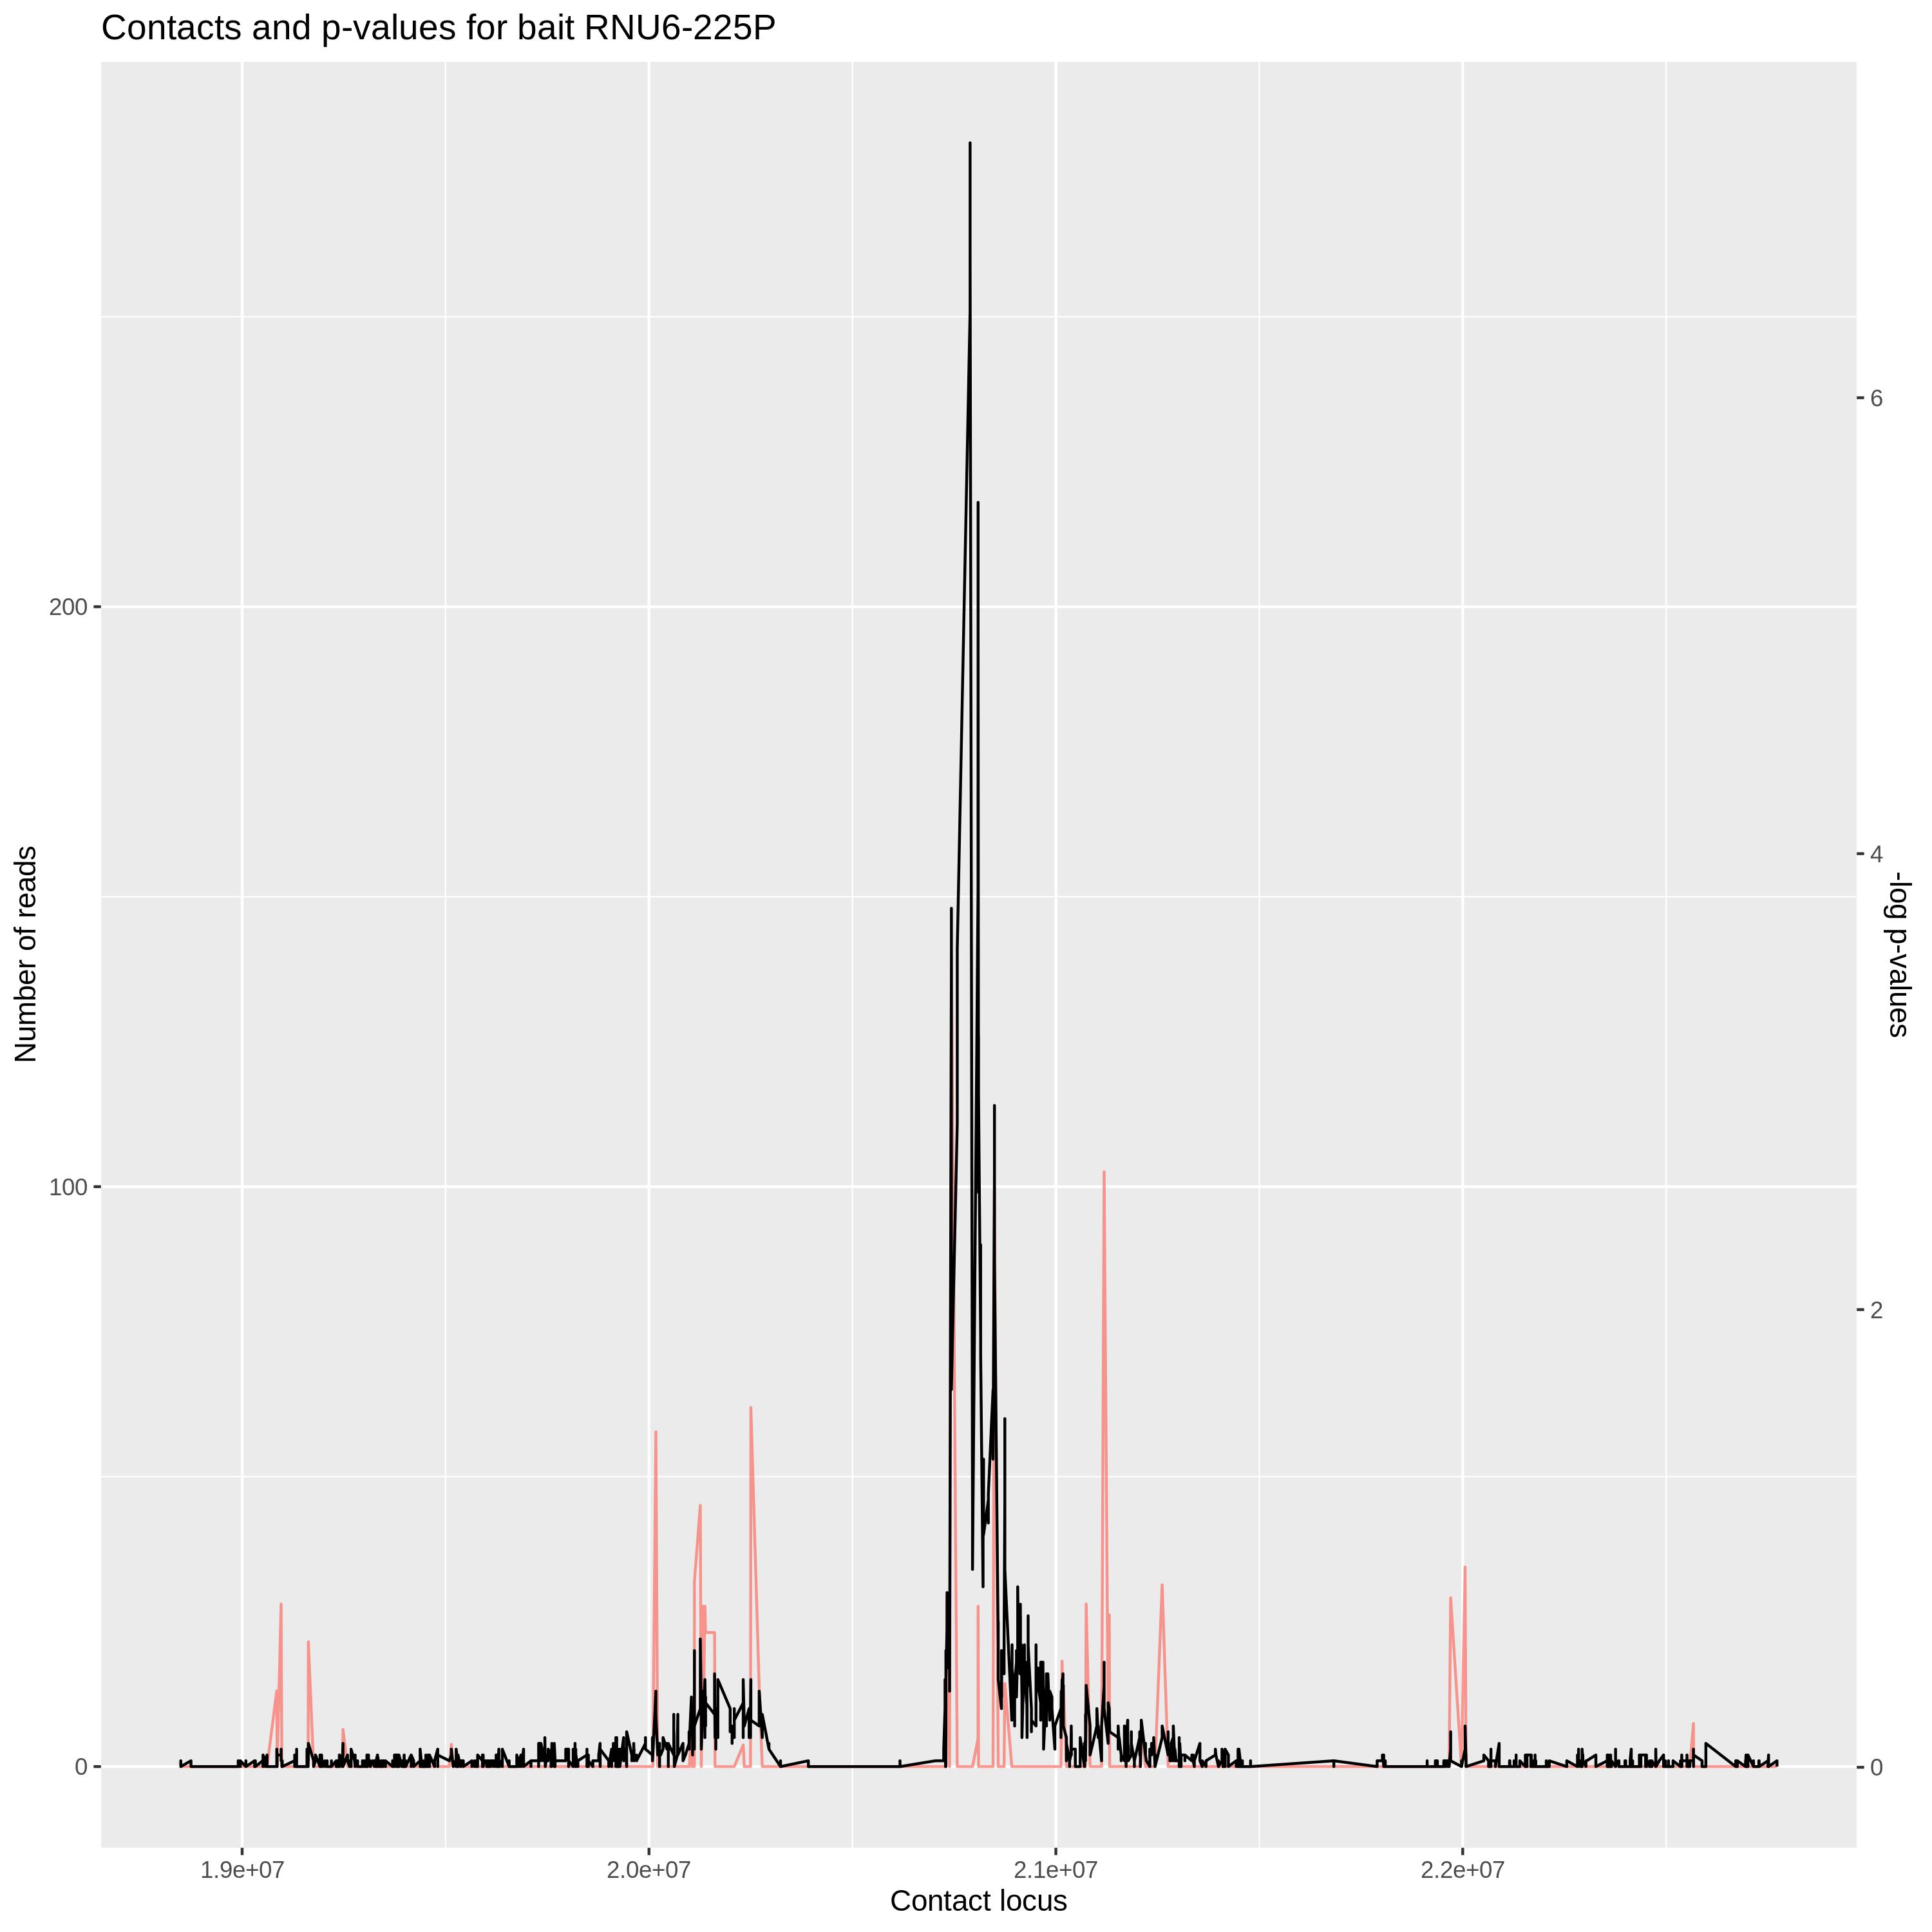 Contacts and p-values for bait RNU6-225P
Number of reads
200
100
0
6
4
2
0
-log p-values
1.9e+07
2.0e+07
2.1e+07
2.2e+07
Contact locus